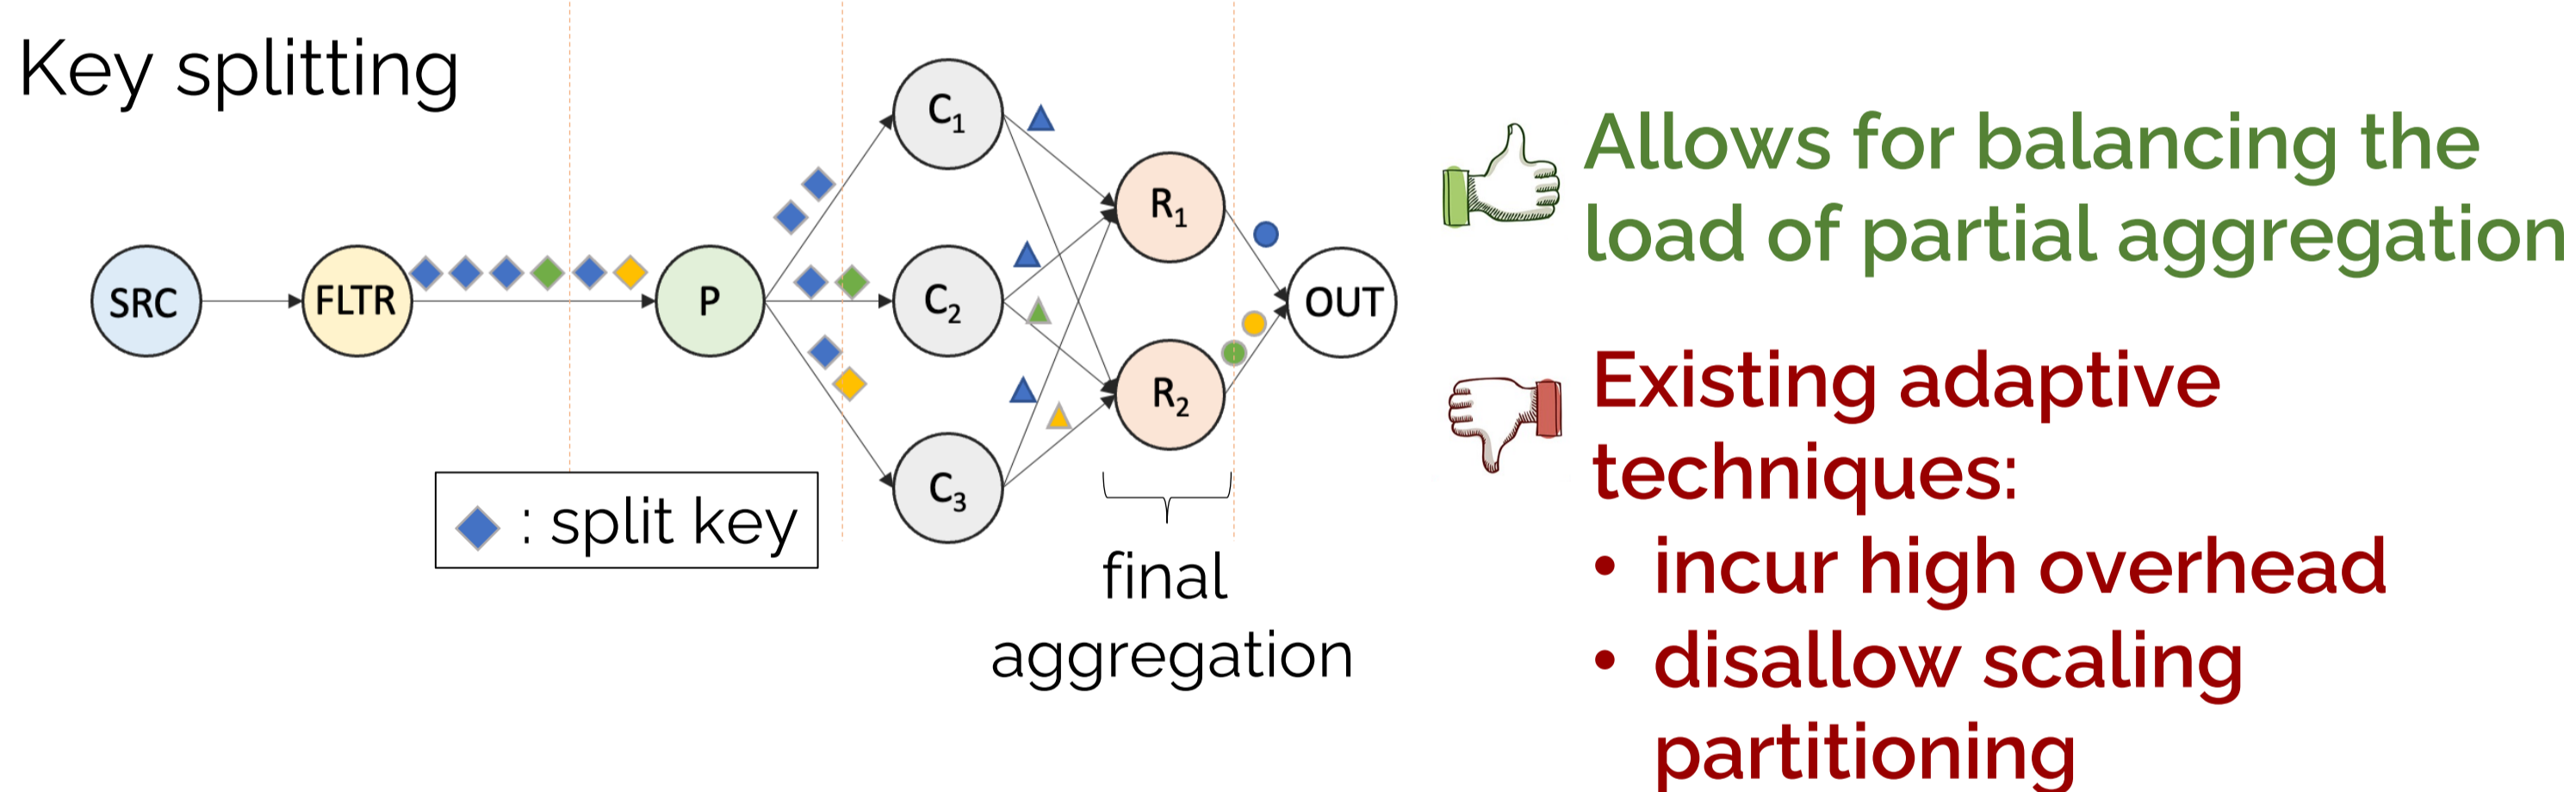 Key splitting
SRC
FLTR
P
C1
C2
C3
R1
R2
OUT
: split key
final
aggregation
Allows for balancing the
load of partial aggregation
Existing adaptive
techniques:
• incur high overhead
• disallow scaling
partitioning